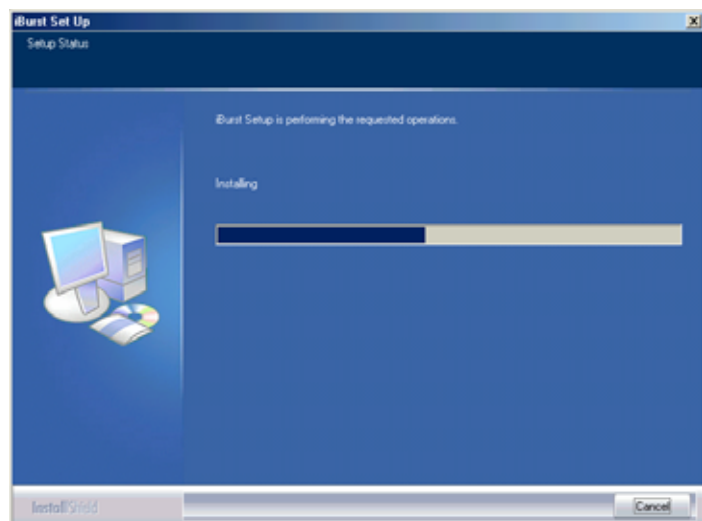 iBurst Set Up
Setup Status
iBurst Setup is performing the requested operations.
Installing
InstallShield
Cancel